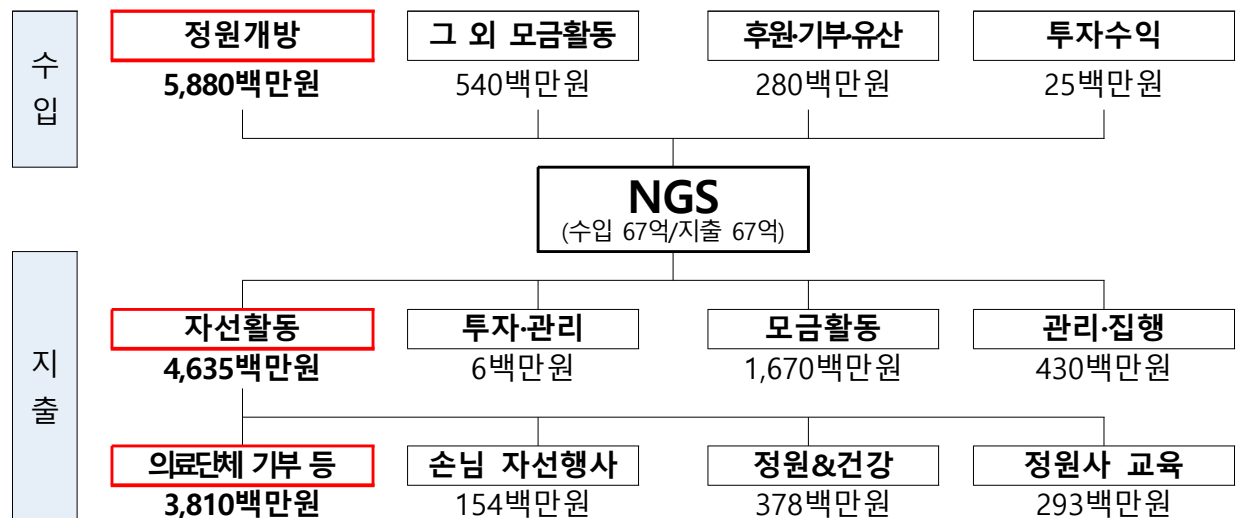 수입
정원개방 그 외 모금활동 후원·기부·유산 투자수익
5,880백만원 540백만원 280백만원 25백만원
NGS
(수입 67억/지출 67억)
지출
자선활동 투자·관리 모금활동 관리·집행
4,635백만원 6백만원 1,670백만원 430백만원
의료단체 기부 등 손님 자선행사 정원&건강 정원사 교육
3,810백만원 154백만원 378백만원 293백만원